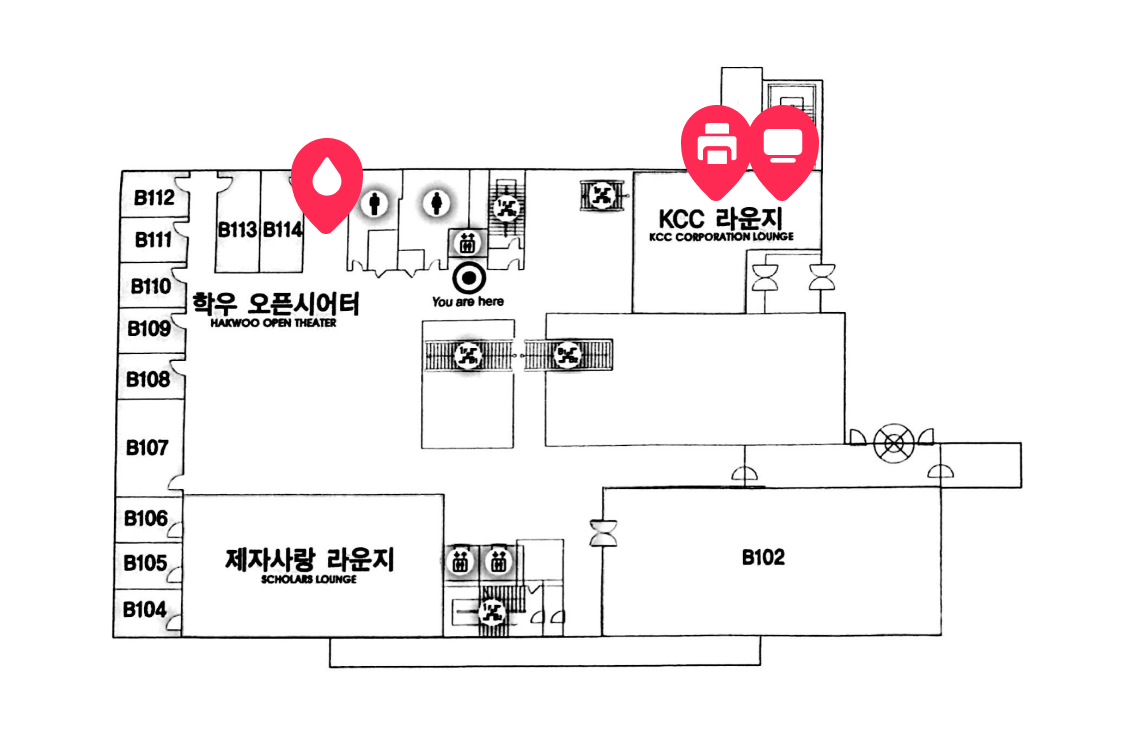 B112
B111
B113
B114
KCC 라운지
KCC CORPORATION LOUNGE
B110
학우 오픈시어터
HAKWOO OPEN THEATER
You are here
B109
B108
B107
B106
B105
B104
제자사랑 라운지
SCHOLARS LOUNGE
B102